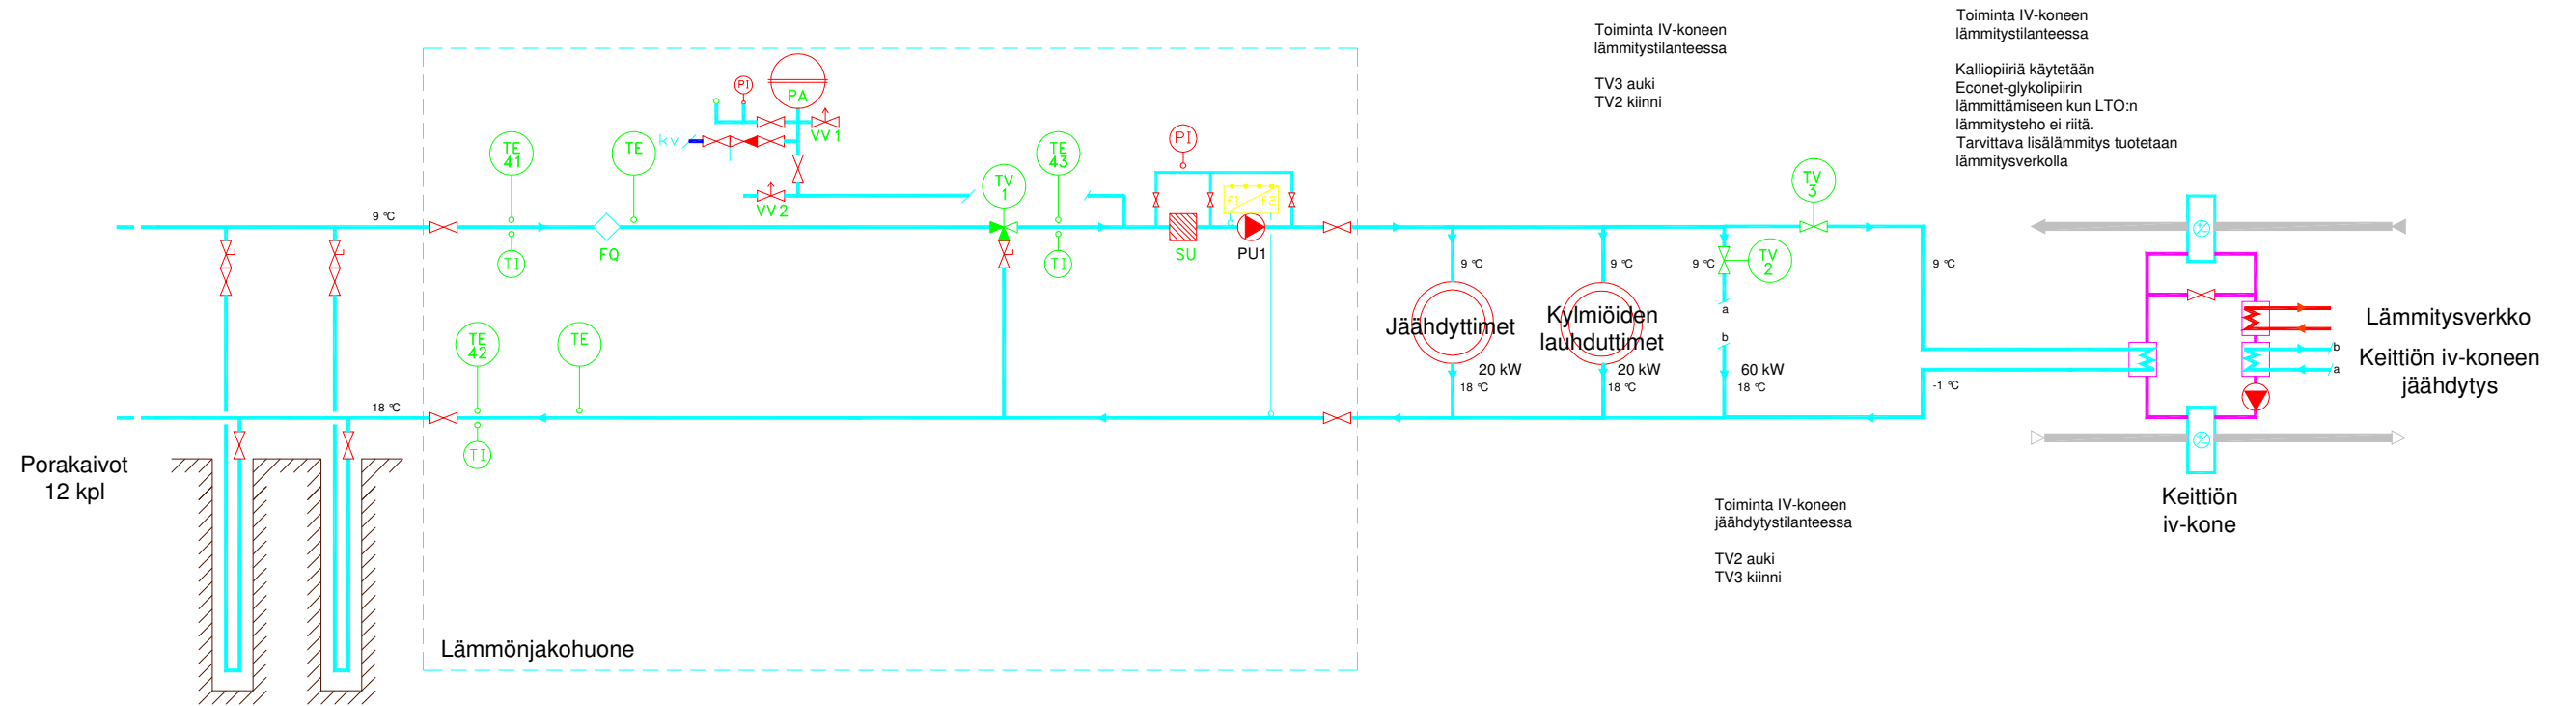 Toiminta IV-koneen
lämmitystilanteessa
TV3 auki
TV2 kiinni
Toiminta IV-koneen
lämmitystilanteessa
Kalliopiiriä käytetään
Econet-glykolipiirin
lämmittämiseen kun LTO:n
lämmitysteho ei riitä.
Tarvittava lisälämmitys tuotetaan
lämmitysverkolla
PI
PA
VV1
kv
VV2
TE
41
TE
TI
FQ
TV
1
TE
43
TI
PI
F1
F2
SU
PU1
TV
3
TV
2
9 °C
9 °C
9 °C
9 °C
9 °C
Jäähdyttimet
Kylmiöiden
lauhduttimet
a
b
20 kW
18 °C
20 kW
18 °C
60 kW
18 °C
-1 °C
Lämmitysverkko
b
a
Keittiön iv-koneen
jäähdytys
TE
42
TE
TI
18 °C
Porakaivot
12 kpl
Keittiön
iv-kone
Toiminta IV-koneen
jäähdytystilanteessa
TV2 auki
TV3 kiinni
Lämmönjakohuone